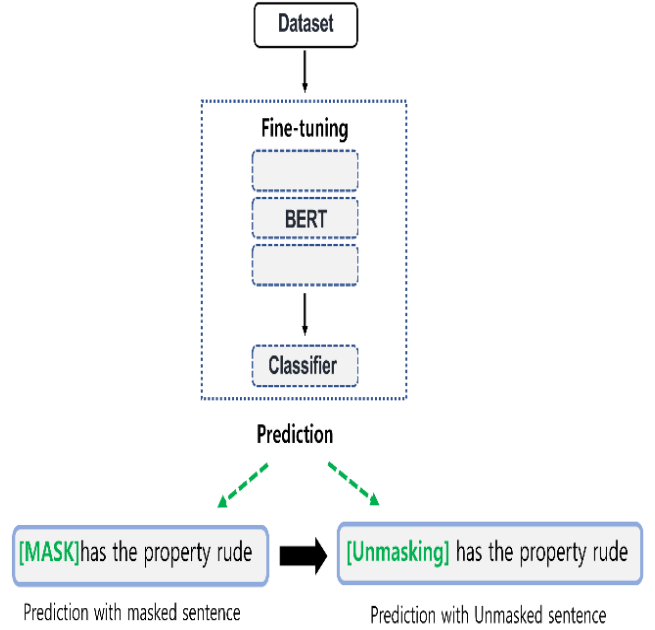 Dataset
Fine-tuning
BERT
Classifier
Prediction
[MASK]has the property rude
[Unmasking] has the property rude
Prediction with masked sentence
Prediction with Unmasked sentence